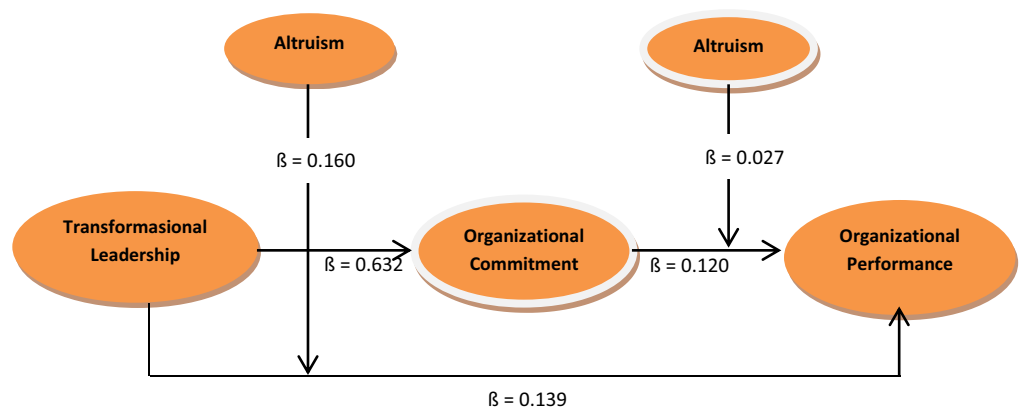 Altruism
Altruism
ß = 0.160
ß = 0.027
Transformasional
Leadership
ß = 0.632
Organizational
Commitment
ß = 0.120
Organizational
Performance
ß = 0.139